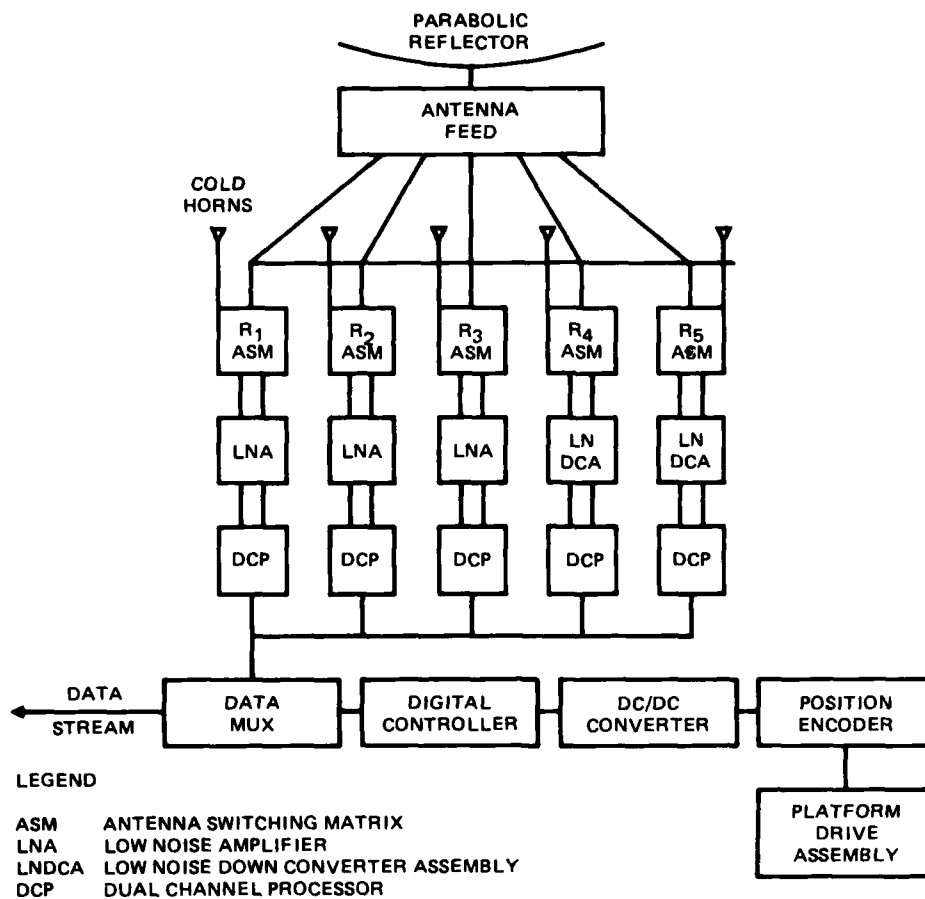 PARABOLIC
REFLECTOR
ANTENNA
FEED
COLD
HORNS
R1
ASM
R2
ASM
R3
ASM
R4
ASM
R5
ASM
LNA
LNA
LNA
LN
DCA
LN
DCA
DCP
DCP
DCP
DCP
DCP
DATA
STREAM
DATA
MUX
DIGITAL
CONTROLLER
DC/DC
CONVERTER
POSITION
ENCODER
PLATFORM
DRIVE
ASSEMBLY
LEGEND
ASM ANTENNA SWITCHING MATRIX
LNA LOW NOISE AMPLIFIER
LNDCA LOW NOISE DOWN CONVERTER ASSEMBLY
DCP DUAL CHANNEL PROCESSOR